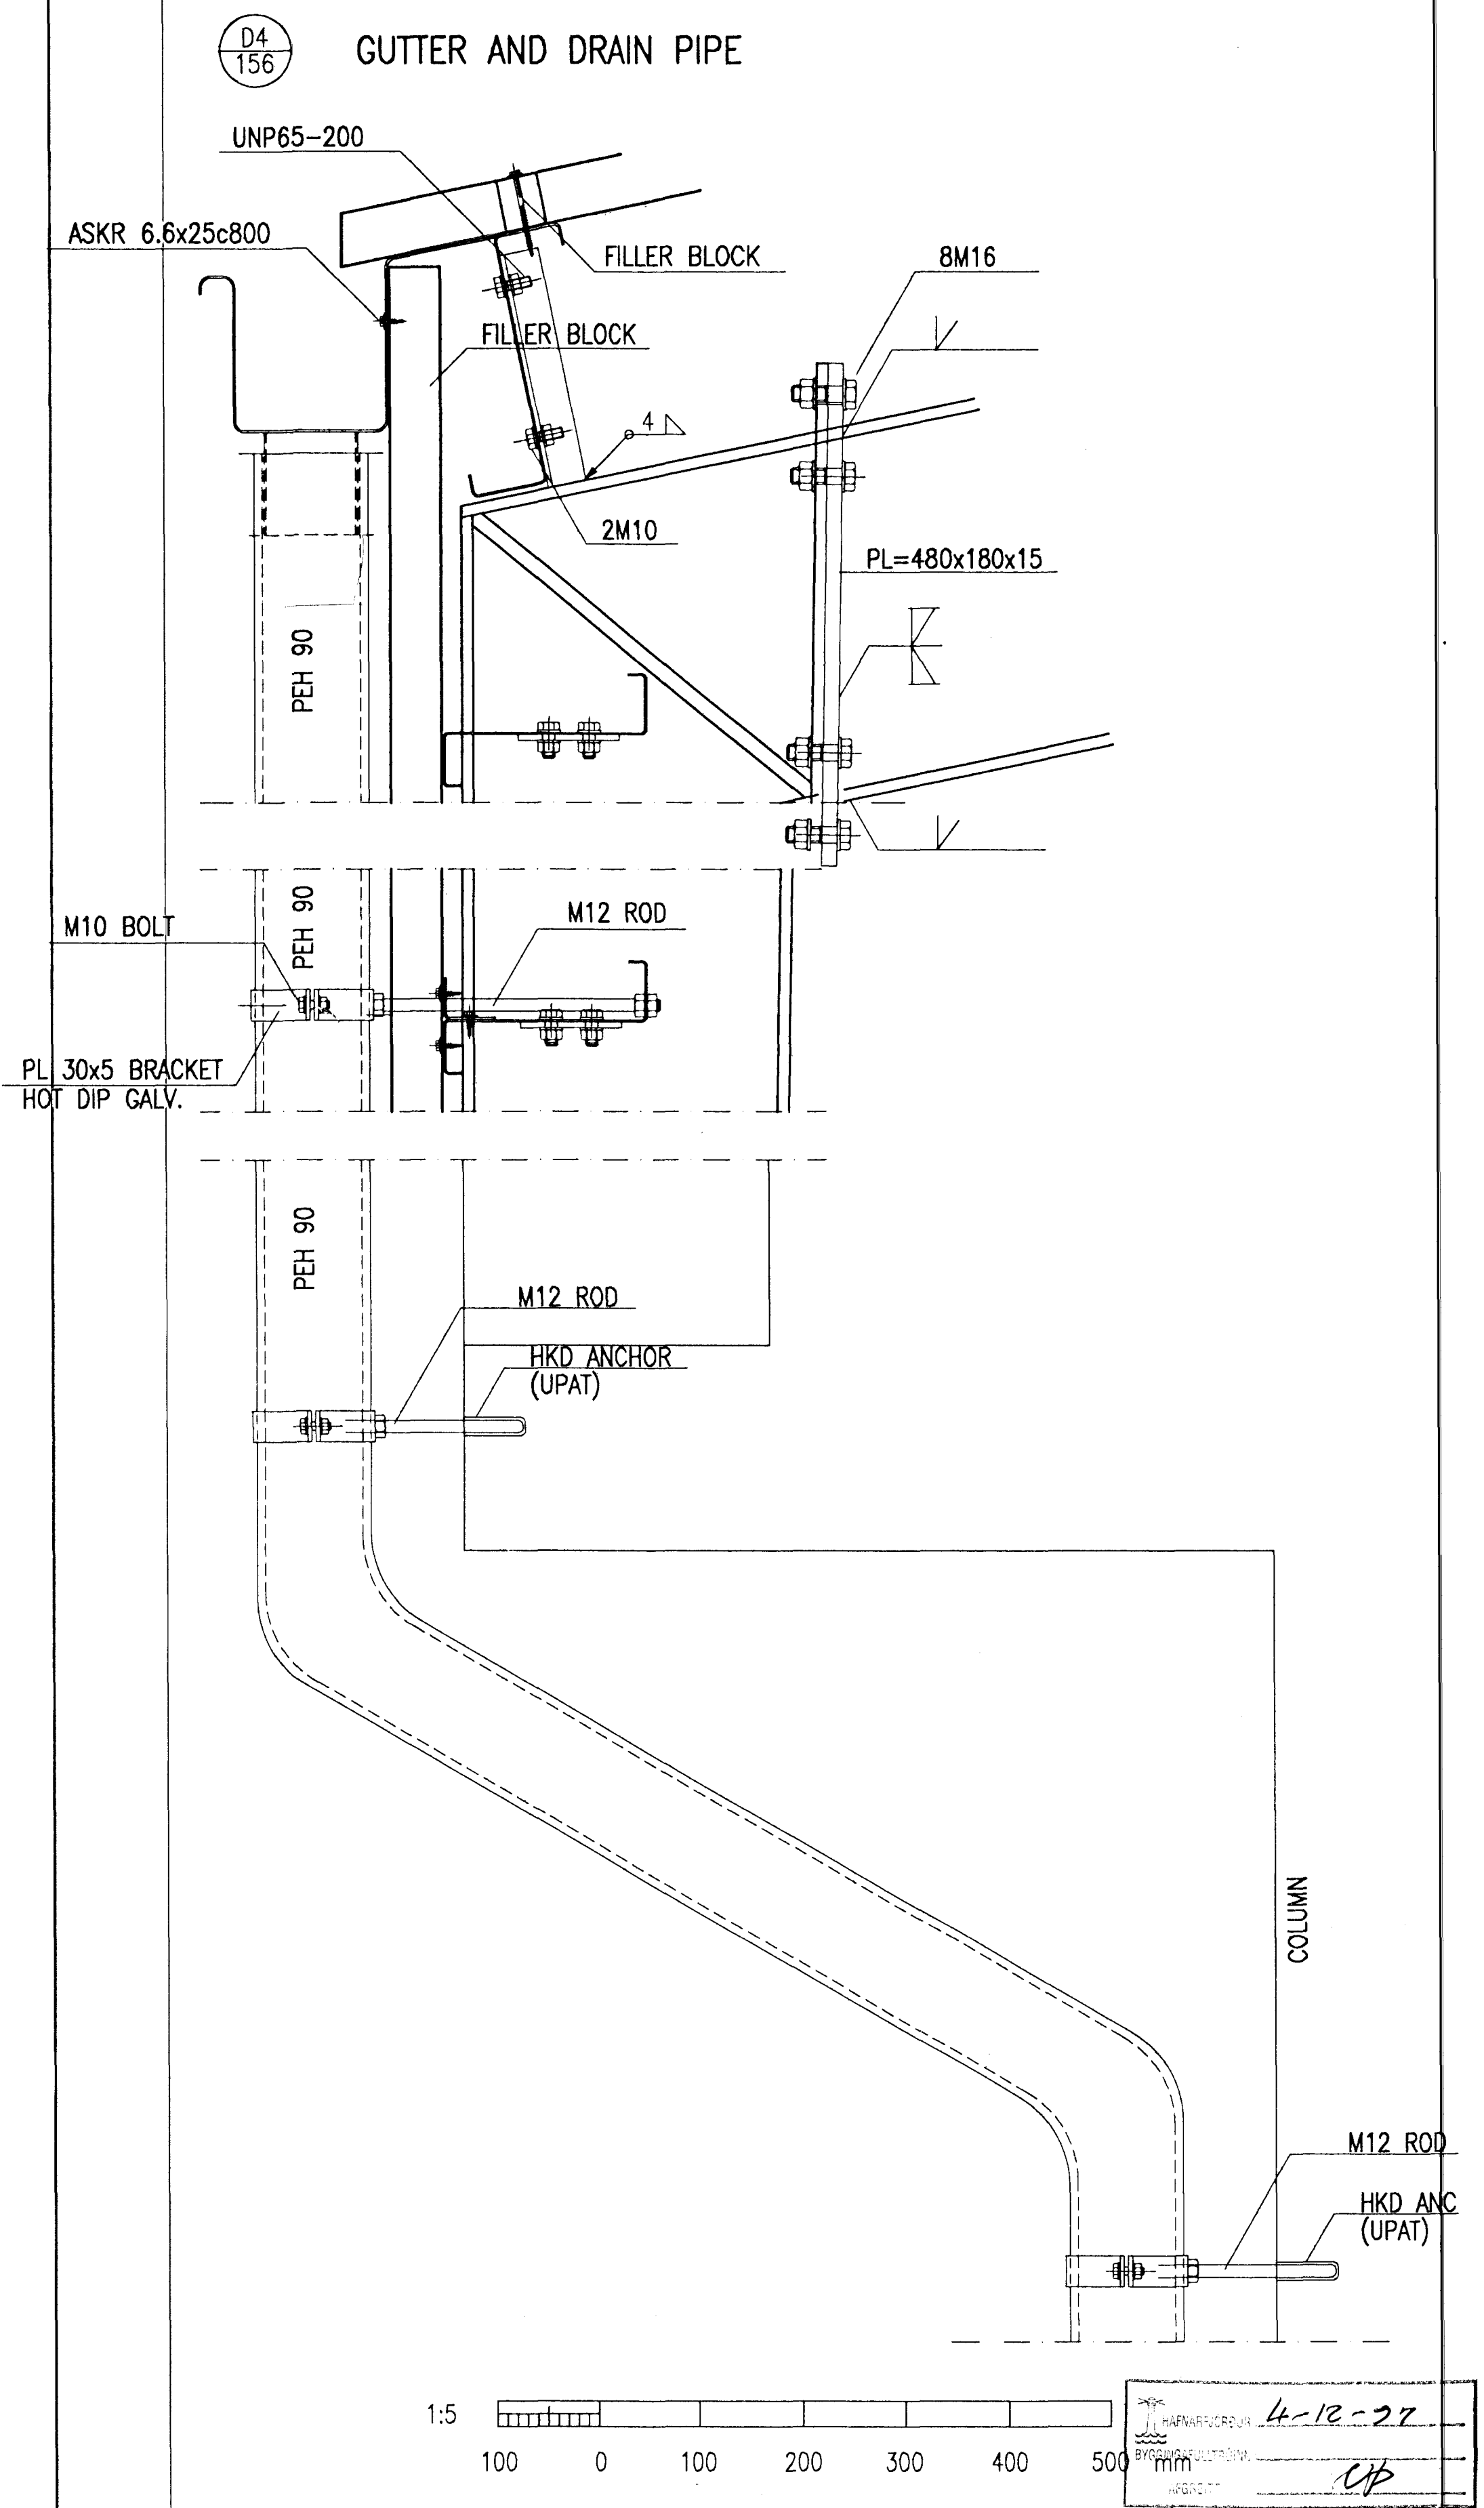 D4
156
GUTTER AND DRAIN PIPE
UNP65-200
ASKR 6.6x25c800
FILLER BLOCK
8M16
FILLER BLOCK
4
2M10
PL=480x180x15
PEH 90
PEH 90
M10 BOLT
M12 ROD
PL 30x5 BRACKET
HOT DIP GALV.
PEH 90
M12 ROD
HKD ANCHOR
(UPAT)
COLUMN
M12 ROD
HKD ANC
(UPAT)
1:5
100 0 100 200 300 400 500 mm
HAFNARFJÖRÐUR 4-12-97
BYGGINGAFULLTRÚINN